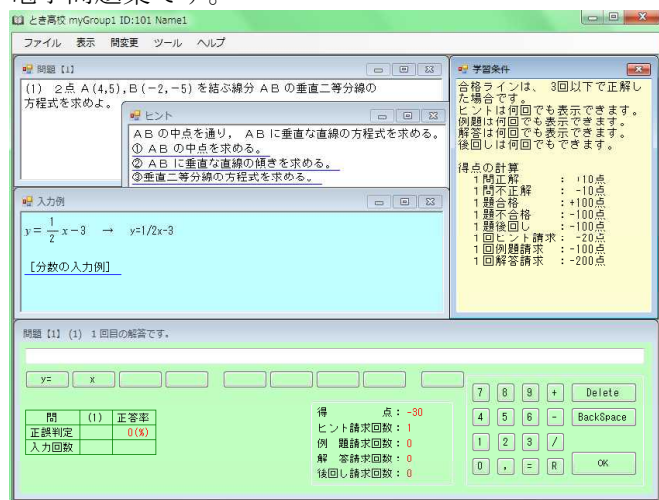 電子問題集です。
とき高校 myGroup1 ID:101 Name1
ファイル 表示 問変更 ツール ヘルプ
問題【1】
(1) 2点 A(4,5),B(-2,-5) を結ぶ線分 AB の垂直二等分線の
方程式を求めよ。
ヒント
ABの中点を通り, ABに垂直な直線の方程式を求める。
① AB の中点を求める。
② AB に垂直な直線の傾きを求める。
③垂直二等分線の方程式を求める。
学習条件
合格ラインは、 3回以下で正解し
た場合です。
ヒントは何回でも表示できます。
例題は何回でも表示できます。
解答は何回でも表示できます。
後回しは何回でもできます。
得点の計算
1問正解 : +10点
1問不正解 : -10点
1題合格 : +100点
1題不合格 : -100点
1題後回し : -100点
1回ヒント請求: -20点
1回例題請求 : -100点
1回解答請求 : -200点
入力例
y = 1/2 x - 3 → y=1/2x-3
[分数の入力例]
問題【1】(1) 1回目の解答です。
y= x
問 (1) 正答率
正誤判定 0(%)
入力回数
得 点: -30
ヒント請求回数: 1
例 題請求回数: 0
解 答請求回数: 0
後回し請求回数: 0
7 8 9 + Delete
4 5 6 - BackSpace
1 2 3 /
0 , = R OK